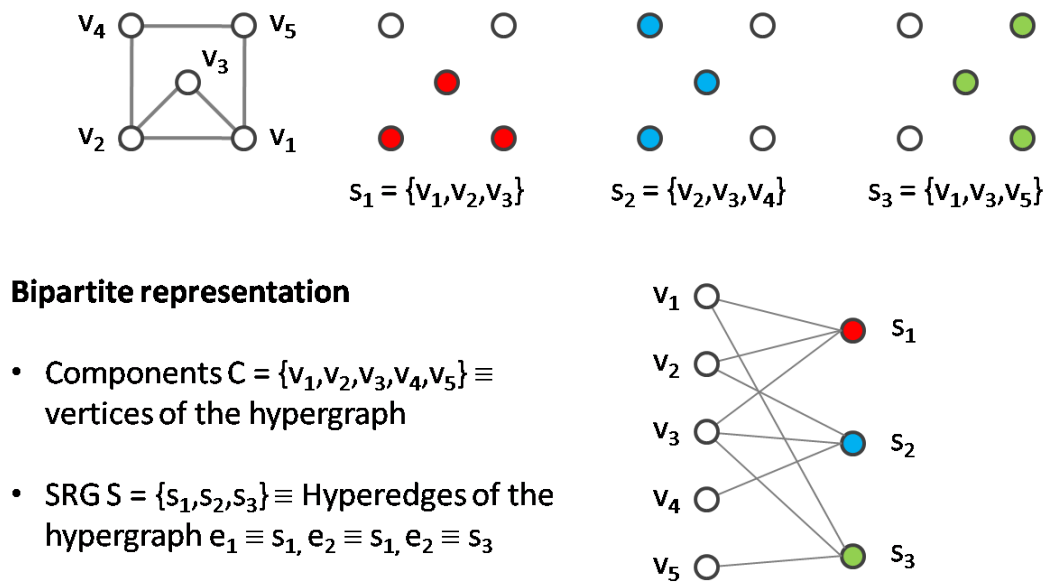 v₄ v₅
v₃
v₂ v₁
s₁ = {v₁,v₂,v₃} s₂ = {v₂,v₃,v₄} s₃ = {v₁,v₃,v₅}
Bipartite representation
• Components C = {v₁,v₂,v₃,v₄,v₅} ≡
vertices of the hypergraph
• SRG S = {s₁,s₂,s₃} ≡ Hyperedges of the
hypergraph e₁ ≡ s₁, e₂ ≡ s₁, e₂ ≡ s₃
v₁
s₁
v₂
v₃
s₂
v₄
s₃
v₅